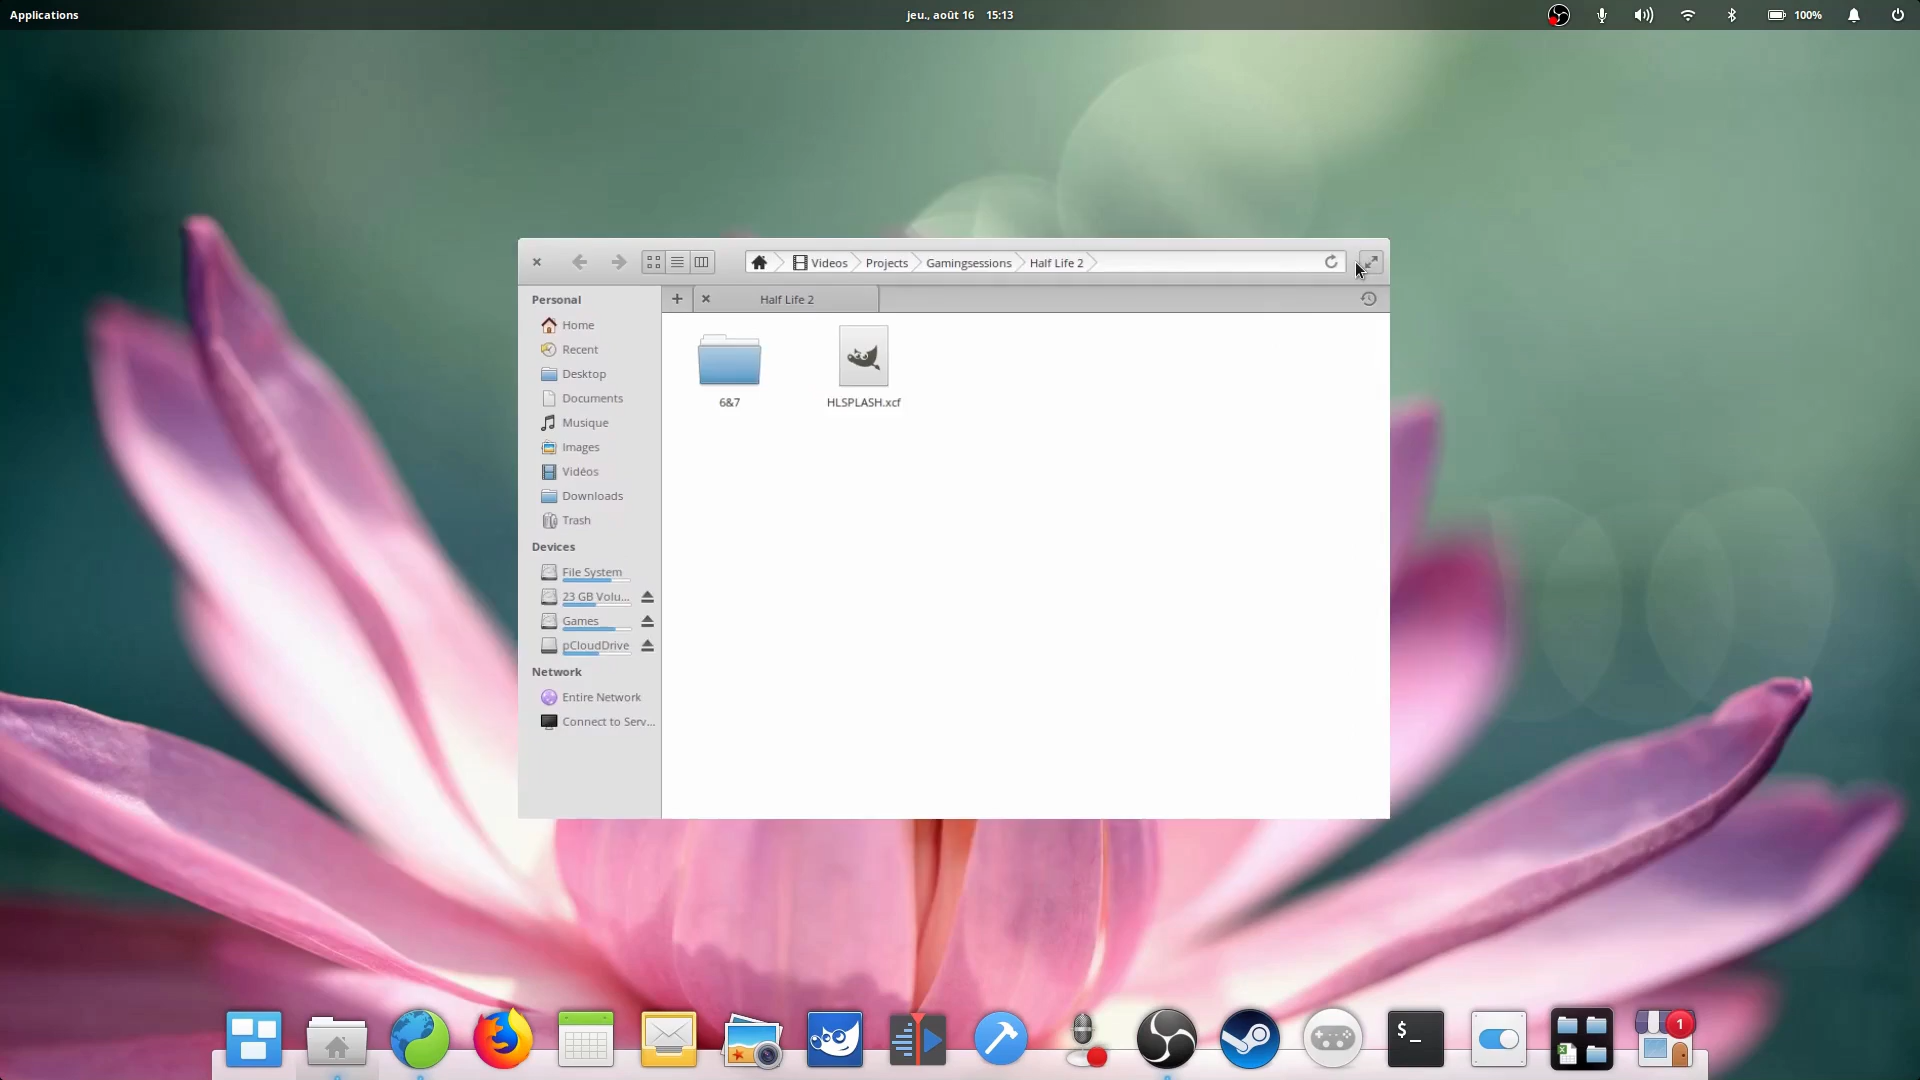 Applications
jeu., août 16 15:13
100%
Videos Projects Gamingsessions Half Life 2
Half Life 2
Personal
Home
Recent
Desktop
Documents
Musique
Images
Vidéos
Downloads
Trash
Devices
File System
23 GB Volu...
Games
pCloudDrive
Network
Entire Network
Connect to Serv...
6&7
HLSPLASH.xcf
$_
1